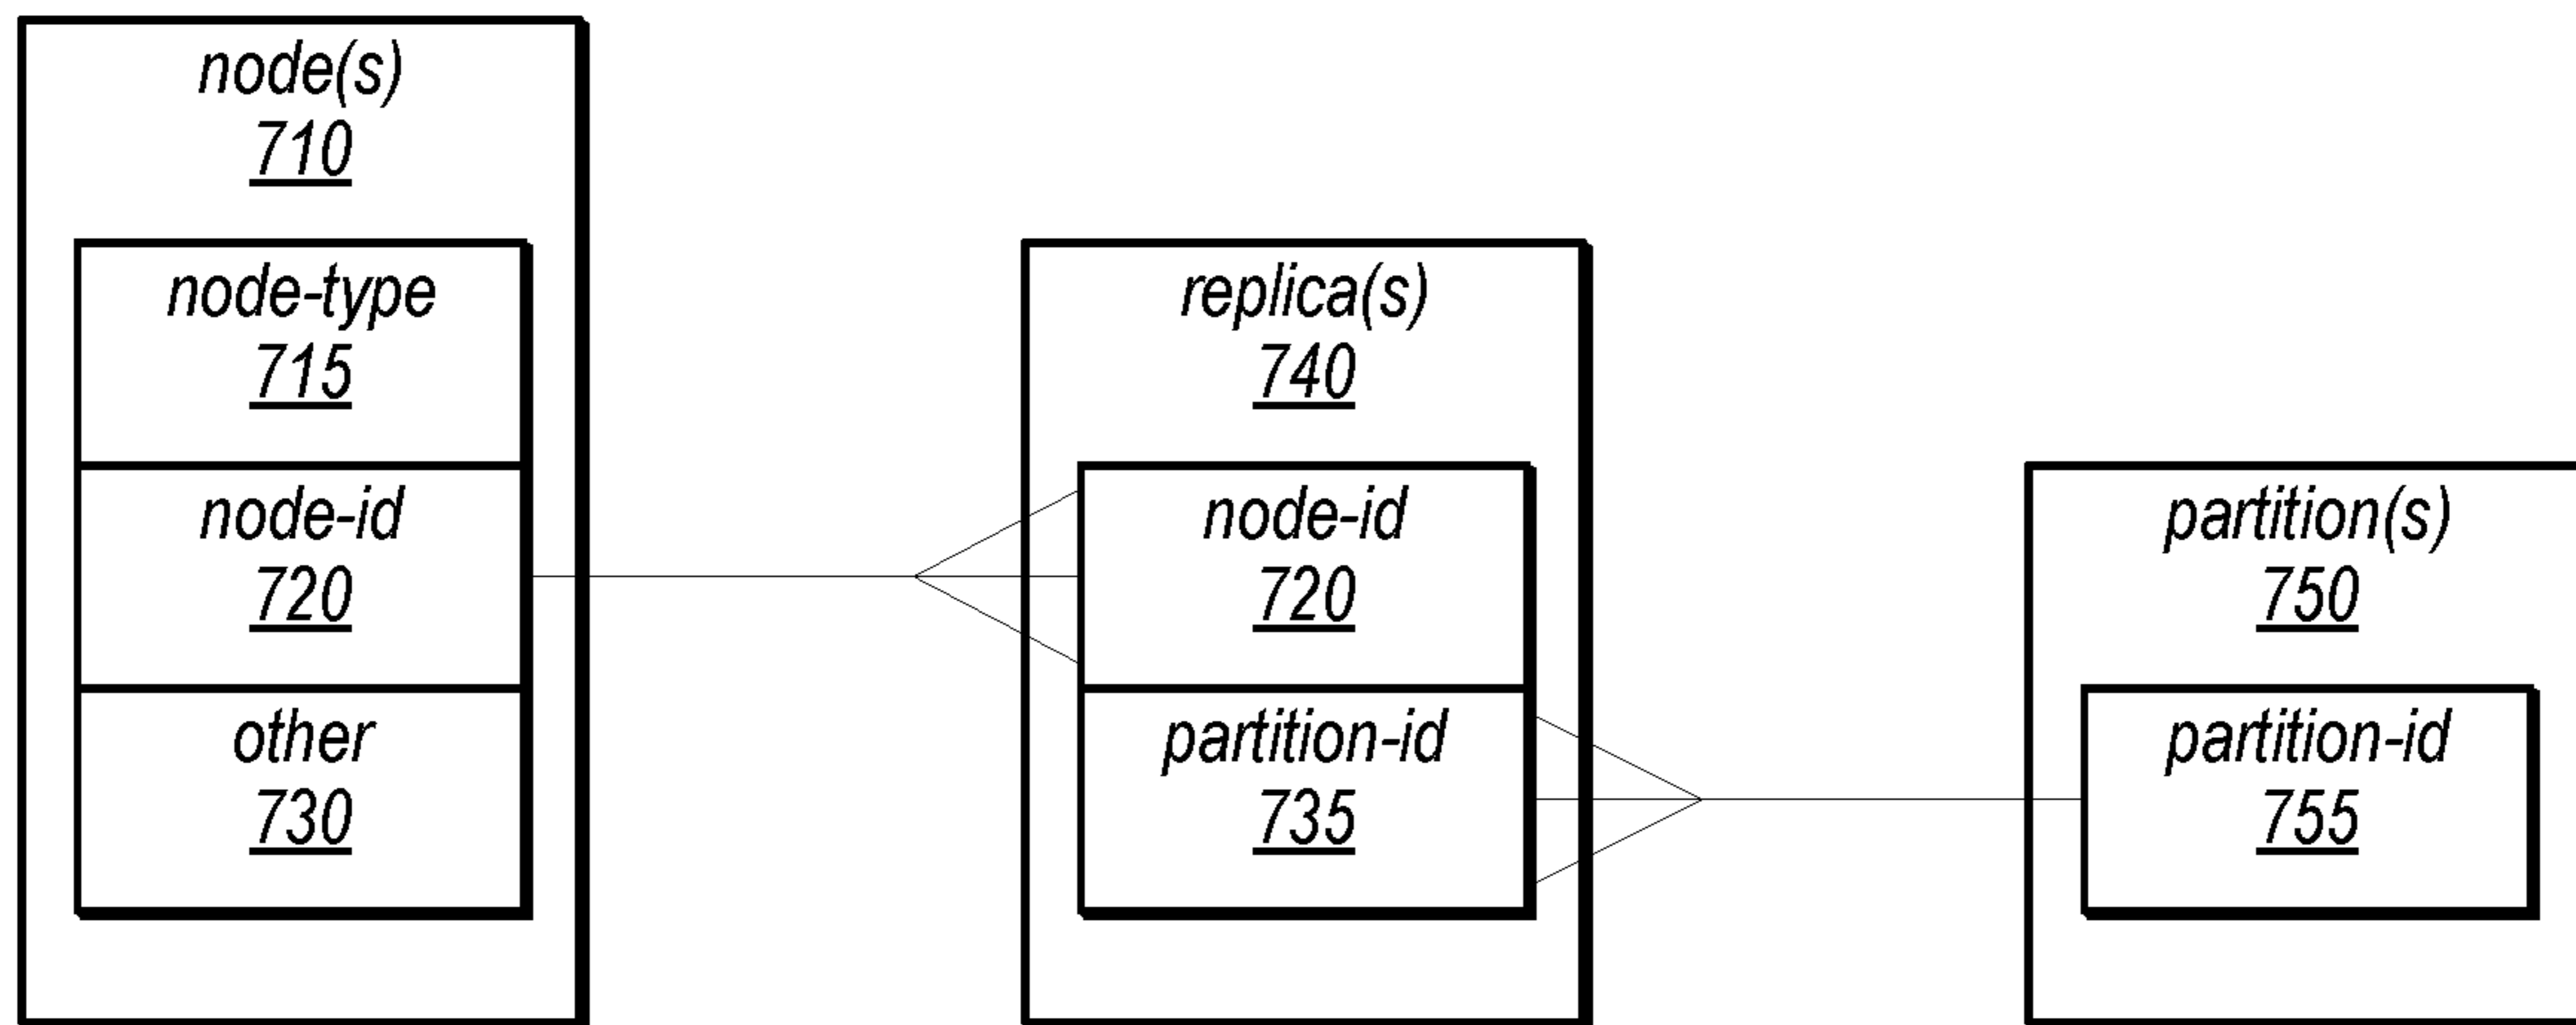 node(s)
710
node-type
715
node-id
720
other
730
replica(s)
740
node-id
720
partition-id
735
partition(s)
750
partition-id
755